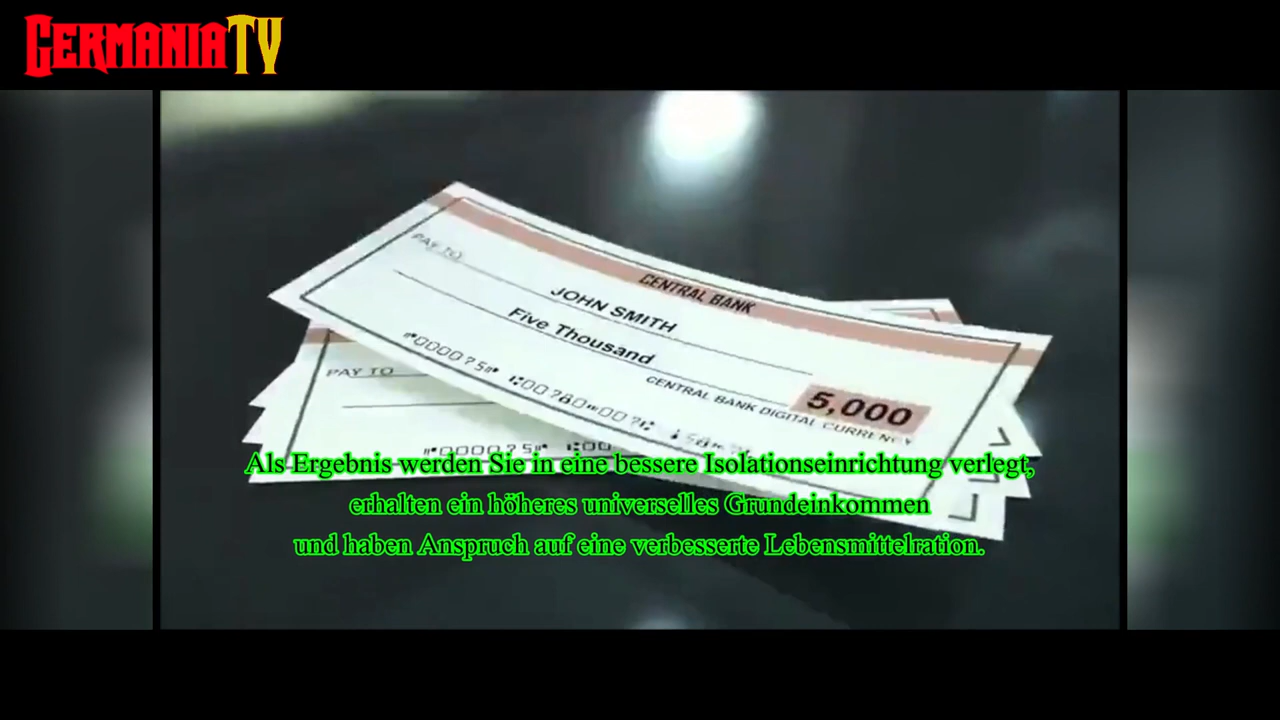 GERMANIATV
CENTRAL BANK
PAY TO
JOHN SMITH
Five Thousand
5,000
CENTRAL BANK DIGITAL CURRENCY
PAY TO
Als Ergebnis werden Sie in eine bessere Isolationseinrichtung verlegt,
erhalten ein höheres universelles Grundeinkommen
und haben Anspruch auf eine verbesserte Lebensmittelration.